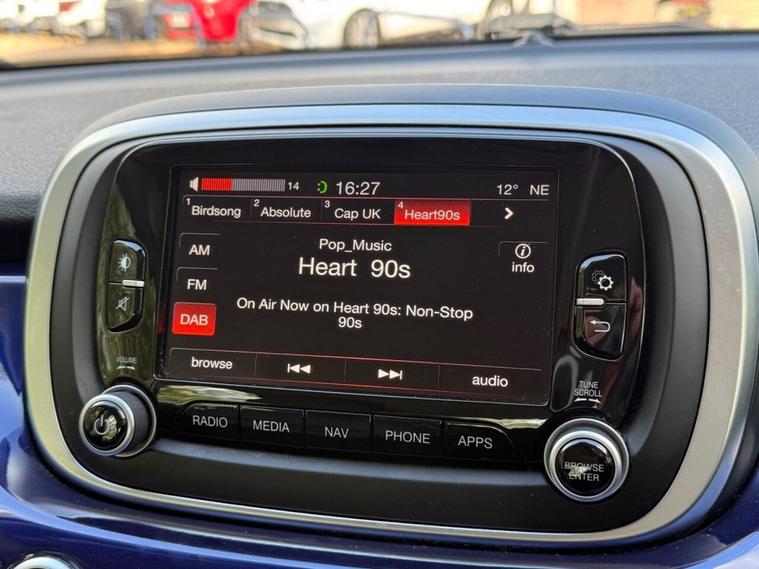 14 16:27 12° NE
1 Birdsong 2 Absolute 3 Cap UK 4 Heart90s
AM
Pop_Music
info
Heart 90s
FM
On Air Now on Heart 90s: Non-Stop
90s
DAB
browse audio
VOLUME
TUNE
SCROLL
RADIO MEDIA NAV PHONE APPS
BROWSE
ENTER